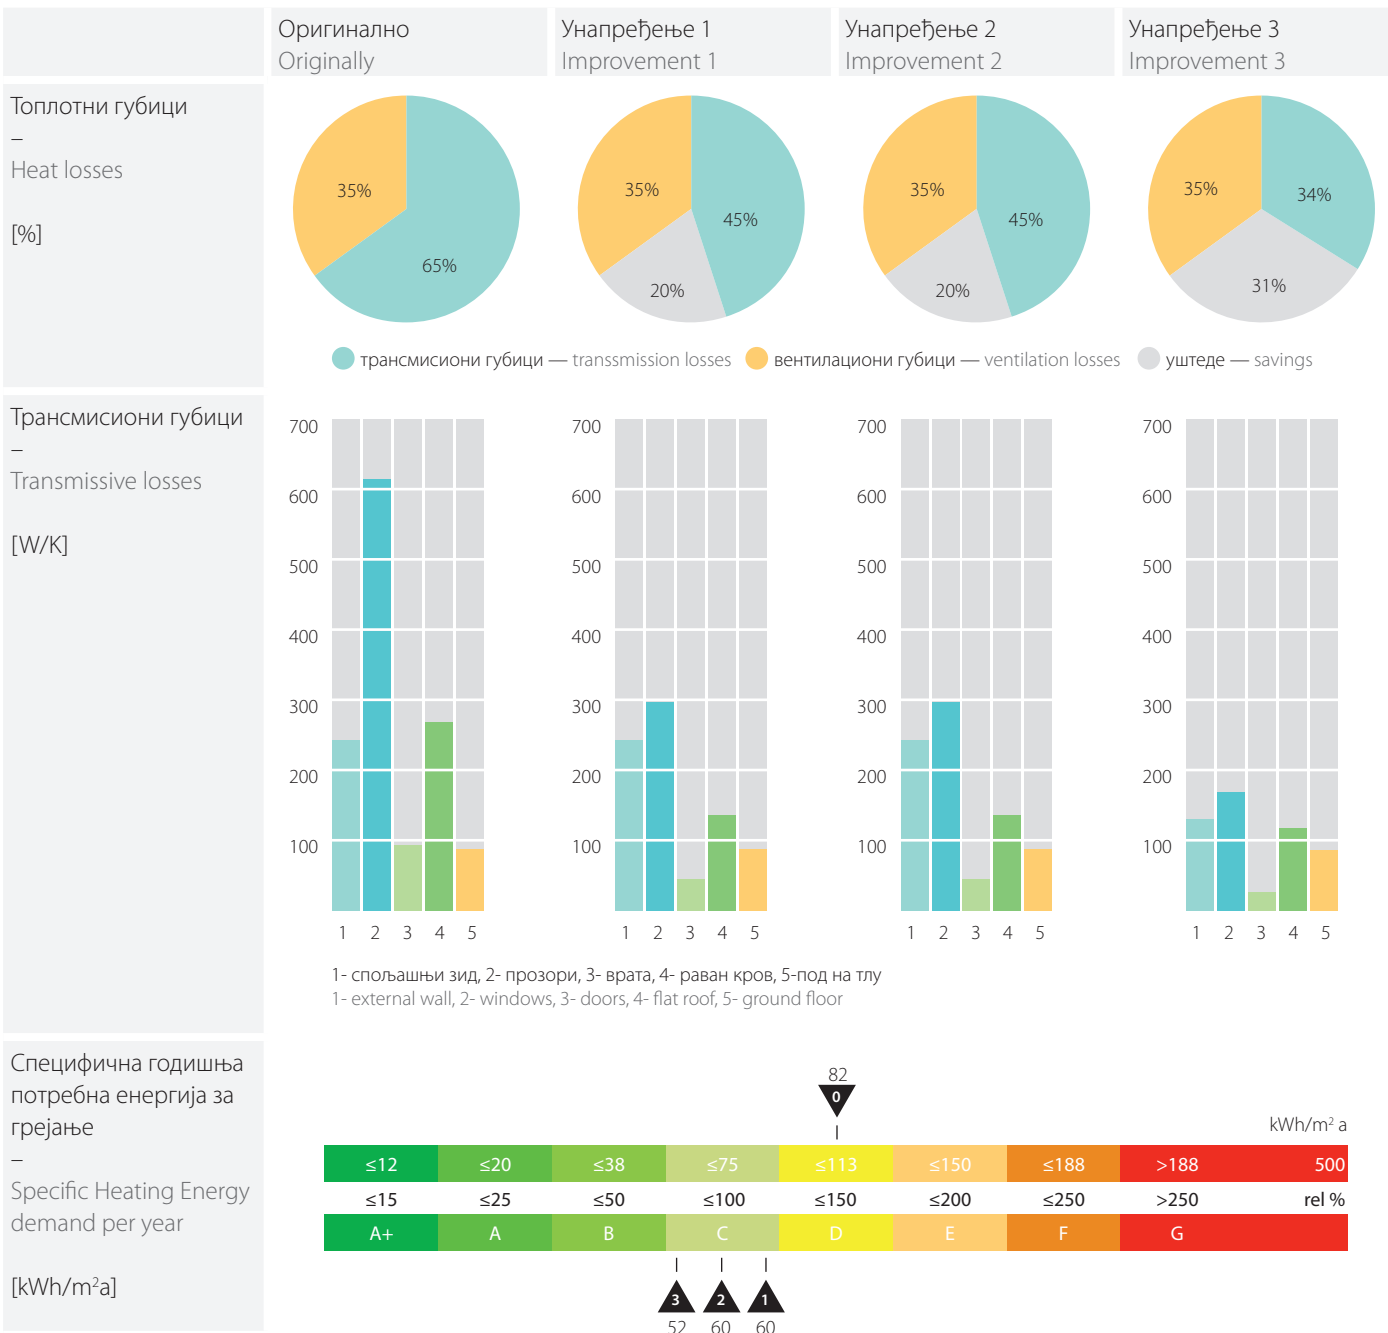 Оригинално
Originally
Унапређење 1
Improvement 1
Унапређење 2
Improvement 2
Унапређење 3
Improvement 3
Топлотни губици
–
Heat losses
[%]
35%
65%
35%
45%
20%
35%
45%
20%
35%
34%
31%
трансмисиони губици — transsmission losses
вентилациони губици — ventilation losses
уштеде — savings
Трансмисиони губици
–
Transmissive losses
[W/K]
700
600
500
400
300
200
100
1 2 3 4 5
700
600
500
400
300
200
100
1 2 3 4 5
700
600
500
400
300
200
100
1 2 3 4 5
700
600
500
400
300
200
100
1 2 3 4 5
1- спољашњи зид, 2- прозори, 3- врата, 4- раван кров, 5-под на тлу
1- external wall, 2- windows, 3- doors, 4- flat roof, 5- ground floor
Специфична годишња
потребна енергија за
грејање
–
Specific Heating Energy
demand per year
[kWh/m²a]
82
0
kWh/m² a
≤12 ≤20 ≤38 ≤75 ≤113 ≤150 ≤188 >188 500
≤15 ≤25 ≤50 ≤100 ≤150 ≤200 ≤250 >250 rel %
A+ A B C D E F G
3 2 1
52 60 60